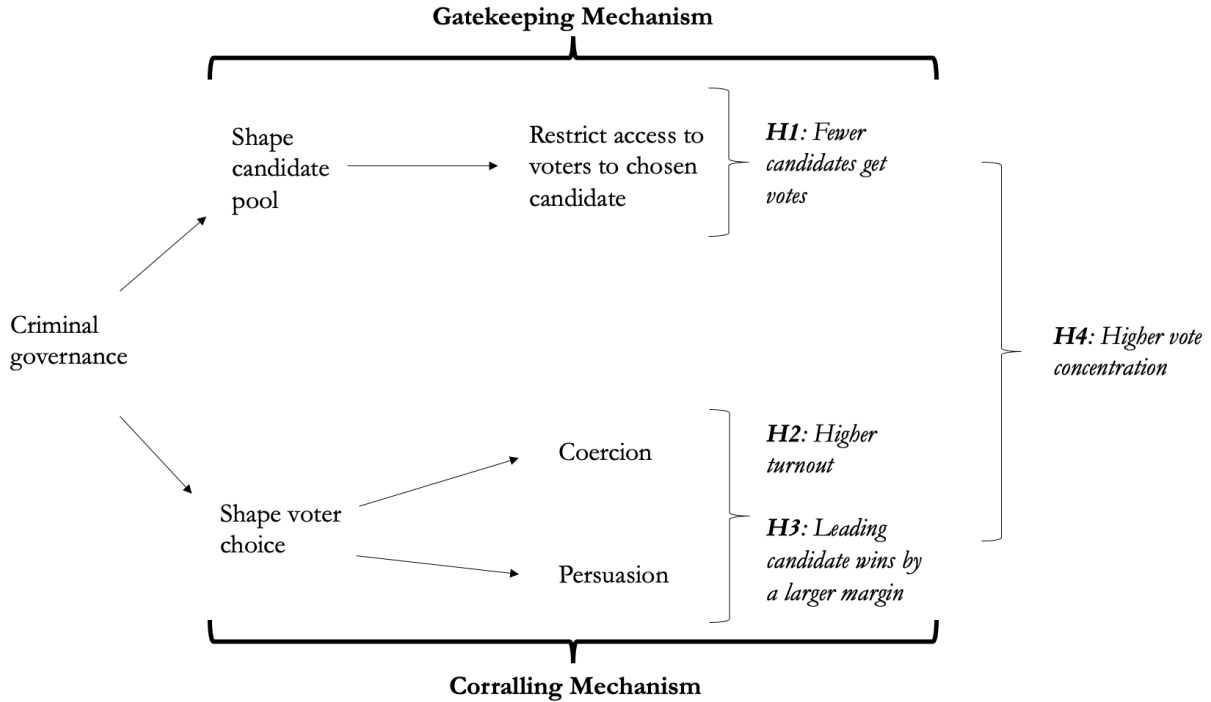 Gatekeeping Mechanism
Shape
candidate
pool
Restrict access to
voters to chosen
candidate
H1: Fewer
candidates get
votes
Criminal
governance
H4: Higher vote
concentration
Shape voter
choice
Coercion
Persuasion
H2: Higher
turnout
H3: Leading
candidate wins by
a larger margin
Corralling Mechanism